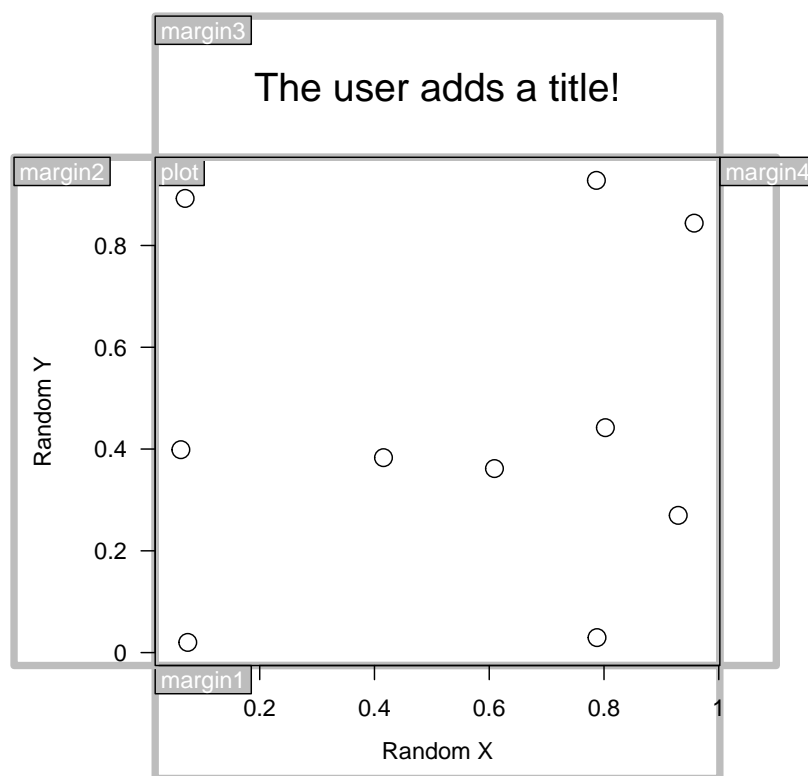 margin3
The user adds a title!
margin2
plot
margin4
0.8
0.6
Random Y
0.4
0.2
0
margin1
0.2 0.4 0.6 0.8 1
Random X